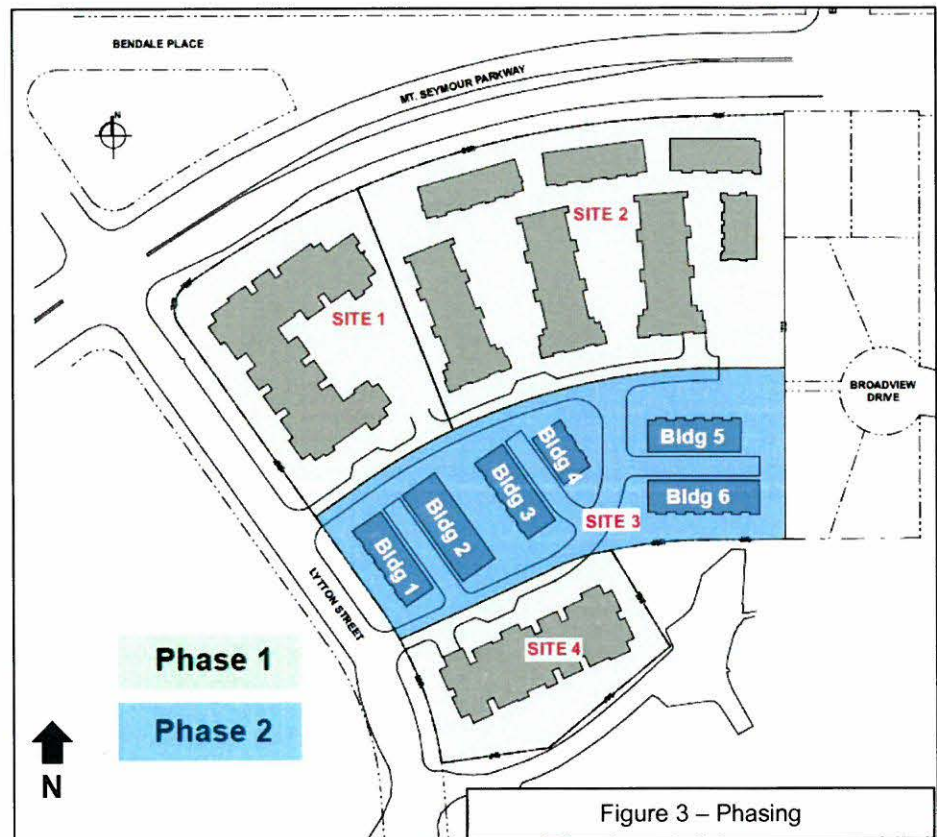 BENDALE PLACE
MT. SEYMOUR PARKWAY
N
SITE 2
SITE 1
BROADVIEW
DRIVE
Bldg 5
Bldg 4
Bldg 3
Bldg 6
Bldg 2
SITE 3
Bldg 1
LYTTON STREET
SITE 4
Phase 1
Phase 2
N
Figure 3 – Phasing